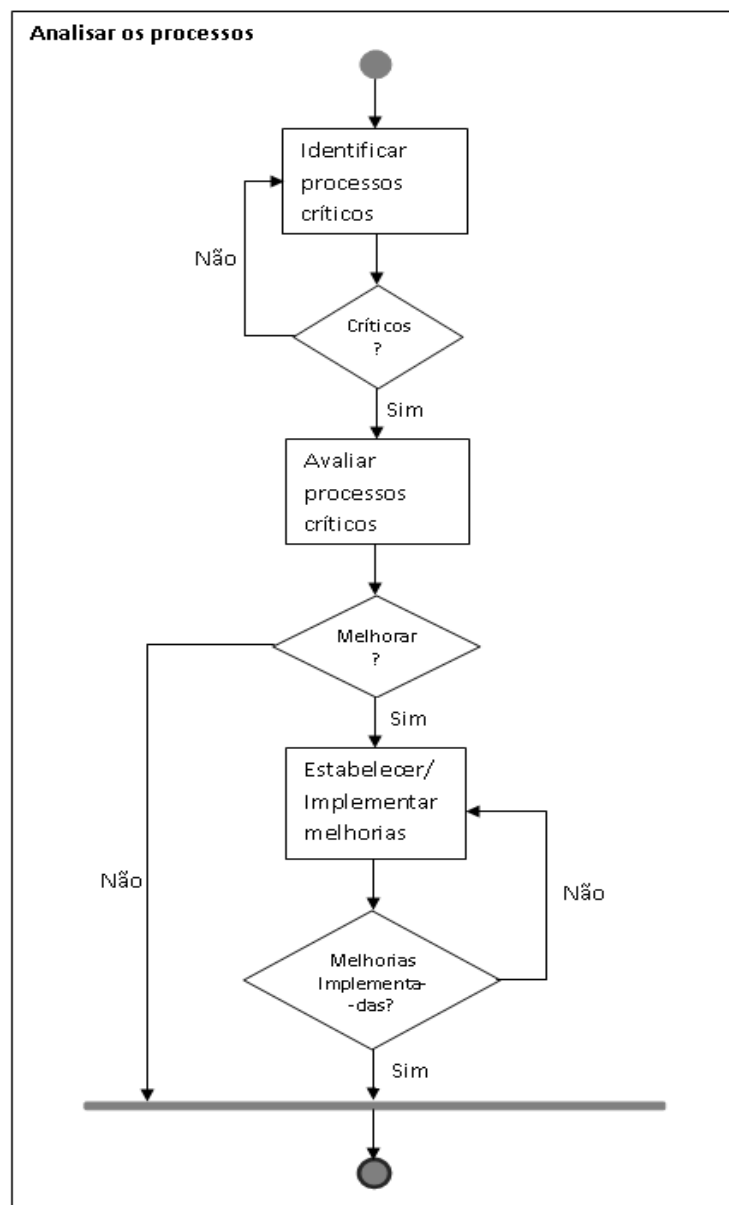 Analisar os processos
Identificar
processos
críticos
Não
Críticos
?
Sim
Avaliar
processos
críticos
Melhorar
?
Sim
Estabelecer/
Implementar
melhorias
Não
Não
Melhorias
Implementa-
-das?
Sim